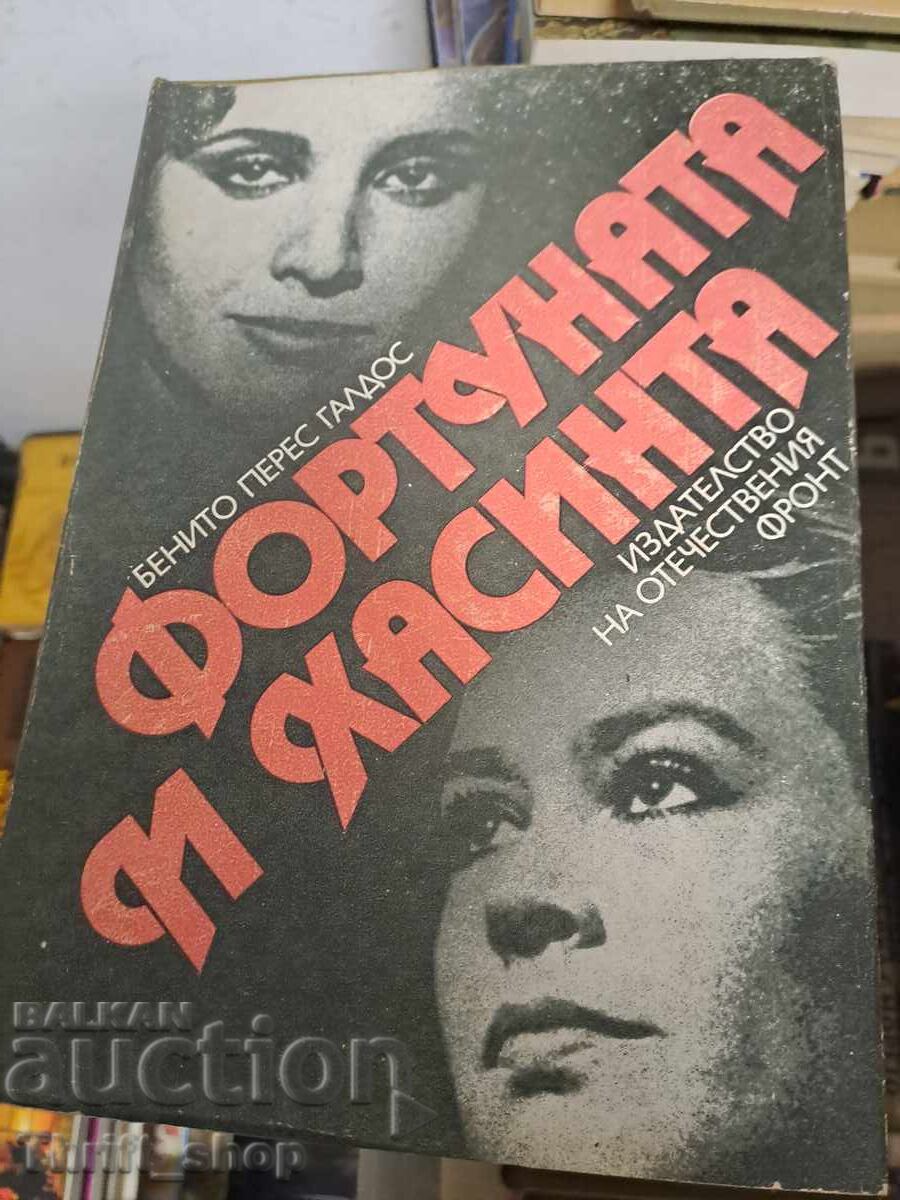 БЕНИТО ПЕРЕС ГАЛДОС
ФОРТУНАТА
И ХАСИНТА
ИЗДАТЕЛСТВО
НА ОТЕЧЕСТВЕНИЯ
ФРОНТ
BALKAN
auction
Thrift_shop